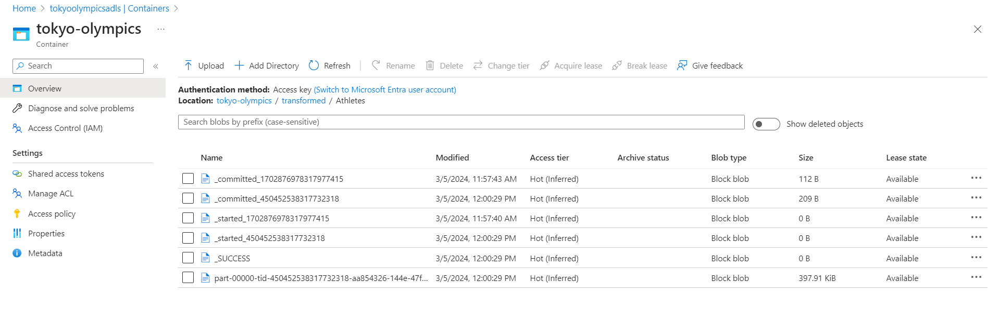 Home > tokyoolympicsadls | Containers >
tokyo-olympics ...
Container
Search «
Overview
Diagnose and solve problems
Access Control (IAM)
Settings
Shared access tokens
Manage ACL
Access policy
Properties
Metadata
Upload Add Directory Refresh | Rename Delete Change tier Acquire lease Break lease Give feedback
Authentication method: Access key (Switch to Microsoft Entra user account)
Location: tokyo-olympics / transformed / Athletes
Search blobs by prefix (case-sensitive) Show deleted objects
Name Modified Access tier Archive status Blob type Size Lease state
_committed_1702876978317977415 3/5/2024, 11:57:43 AM Hot (Inferred) Block blob 112 B Available ...
_committed_450452538317732318 3/5/2024, 12:00:29 PM Hot (Inferred) Block blob 209 B Available ...
_started_1702876978317977415 3/5/2024, 11:57:40 AM Hot (Inferred) Block blob 0 B Available ...
_started_450452538317732318 3/5/2024, 12:00:29 PM Hot (Inferred) Block blob 0 B Available ...
_SUCCESS 3/5/2024, 12:00:29 PM Hot (Inferred) Block blob 0 B Available ...
part-00000-tid-450452538317732318-aa854326-144e-47f... 3/5/2024, 12:00:29 PM Hot (Inferred) Block blob 397.91 KiB Available ...